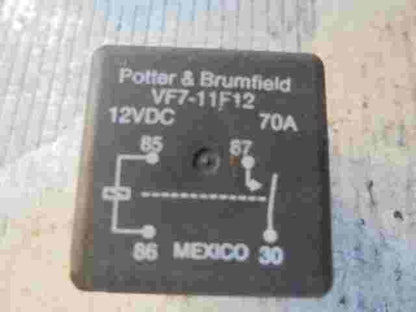 Potter & Brumfield
VF7-11F12
12VDC 70A
85 87
86 MEXICO 30